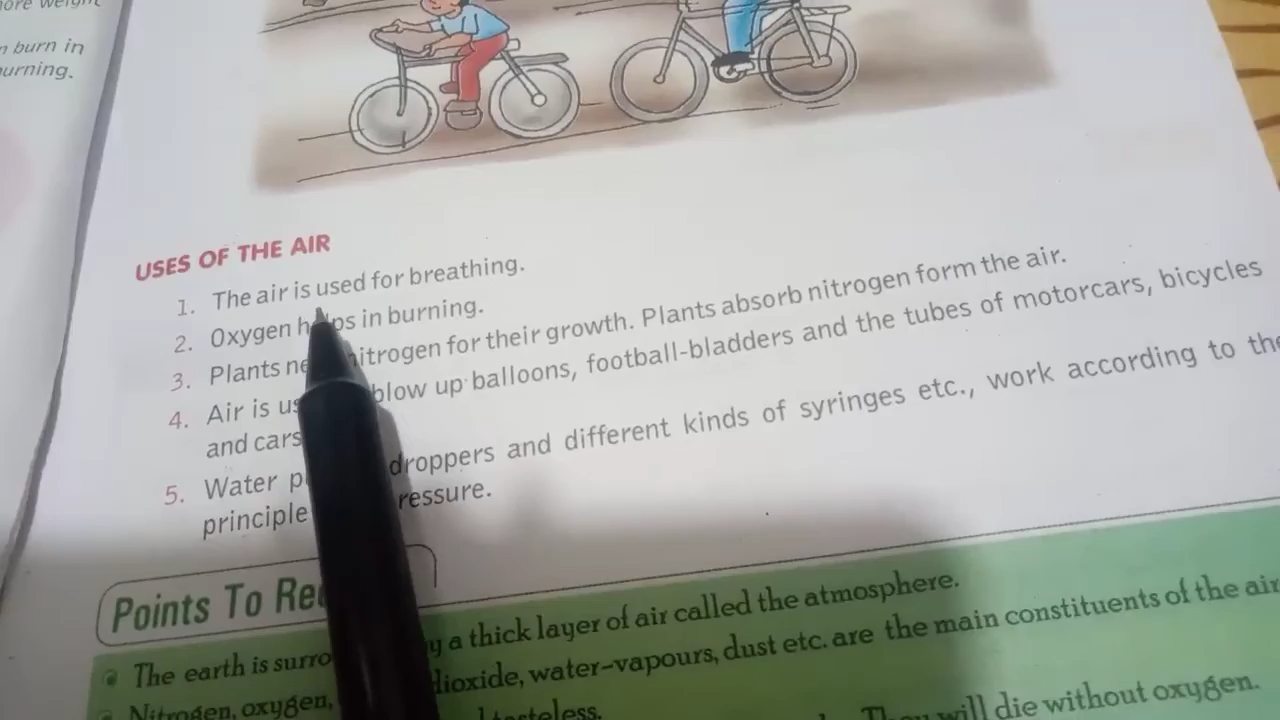 ore weight
n burn in
urning.
USES OF THE AIR
1. The air is used for breathing.
2. Oxygen helps in burning.
3. Plants ne nitrogen for their growth. Plants absorb nitrogen form the air.
4. Air is us blow up balloons, football-bladders and the tubes of motorcars, bicycles
and cars
5. Water p droppers and different kinds of syringes etc., work according to the
principle ressure.
Points To Re
The earth is surro y a thick layer of air called the atmosphere.
Nitrogen, oxygen, dioxide, water-vapours, dust etc. are the main constituents of the air
tasteless.
They will die without oxygen.